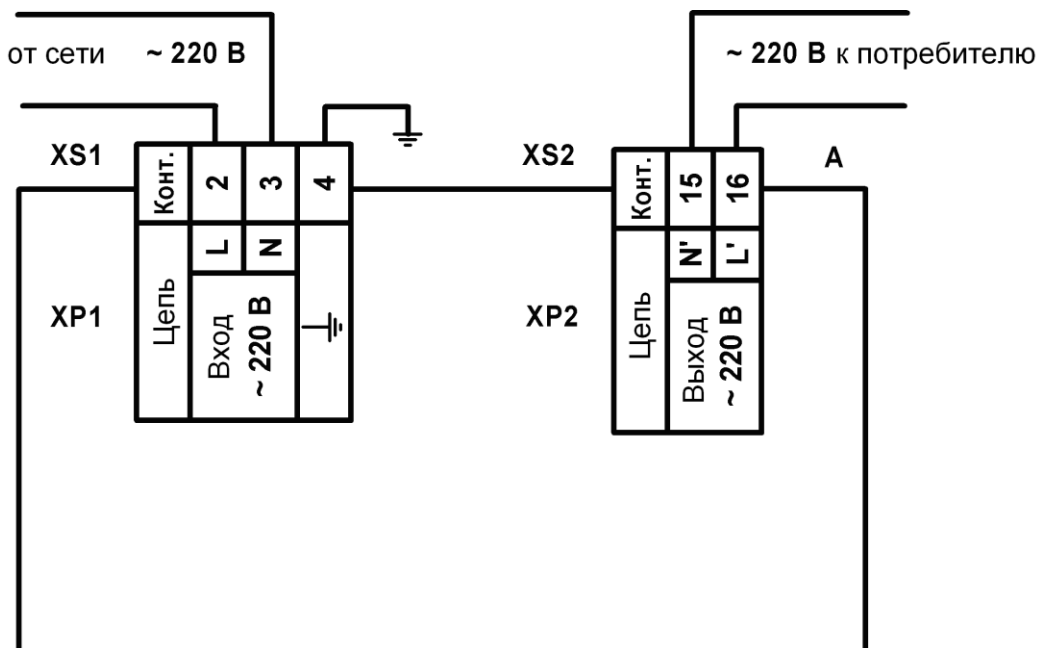 от сети ~ 220 В
~ 220 В к потребителю
XS1
Конт.
2
3
4
XS2
Конт.
15
16
А
XP1
Цепь
L
N
Вход
~ 220 В
XP2
Цепь
N'
L'
Выход
~ 220 В